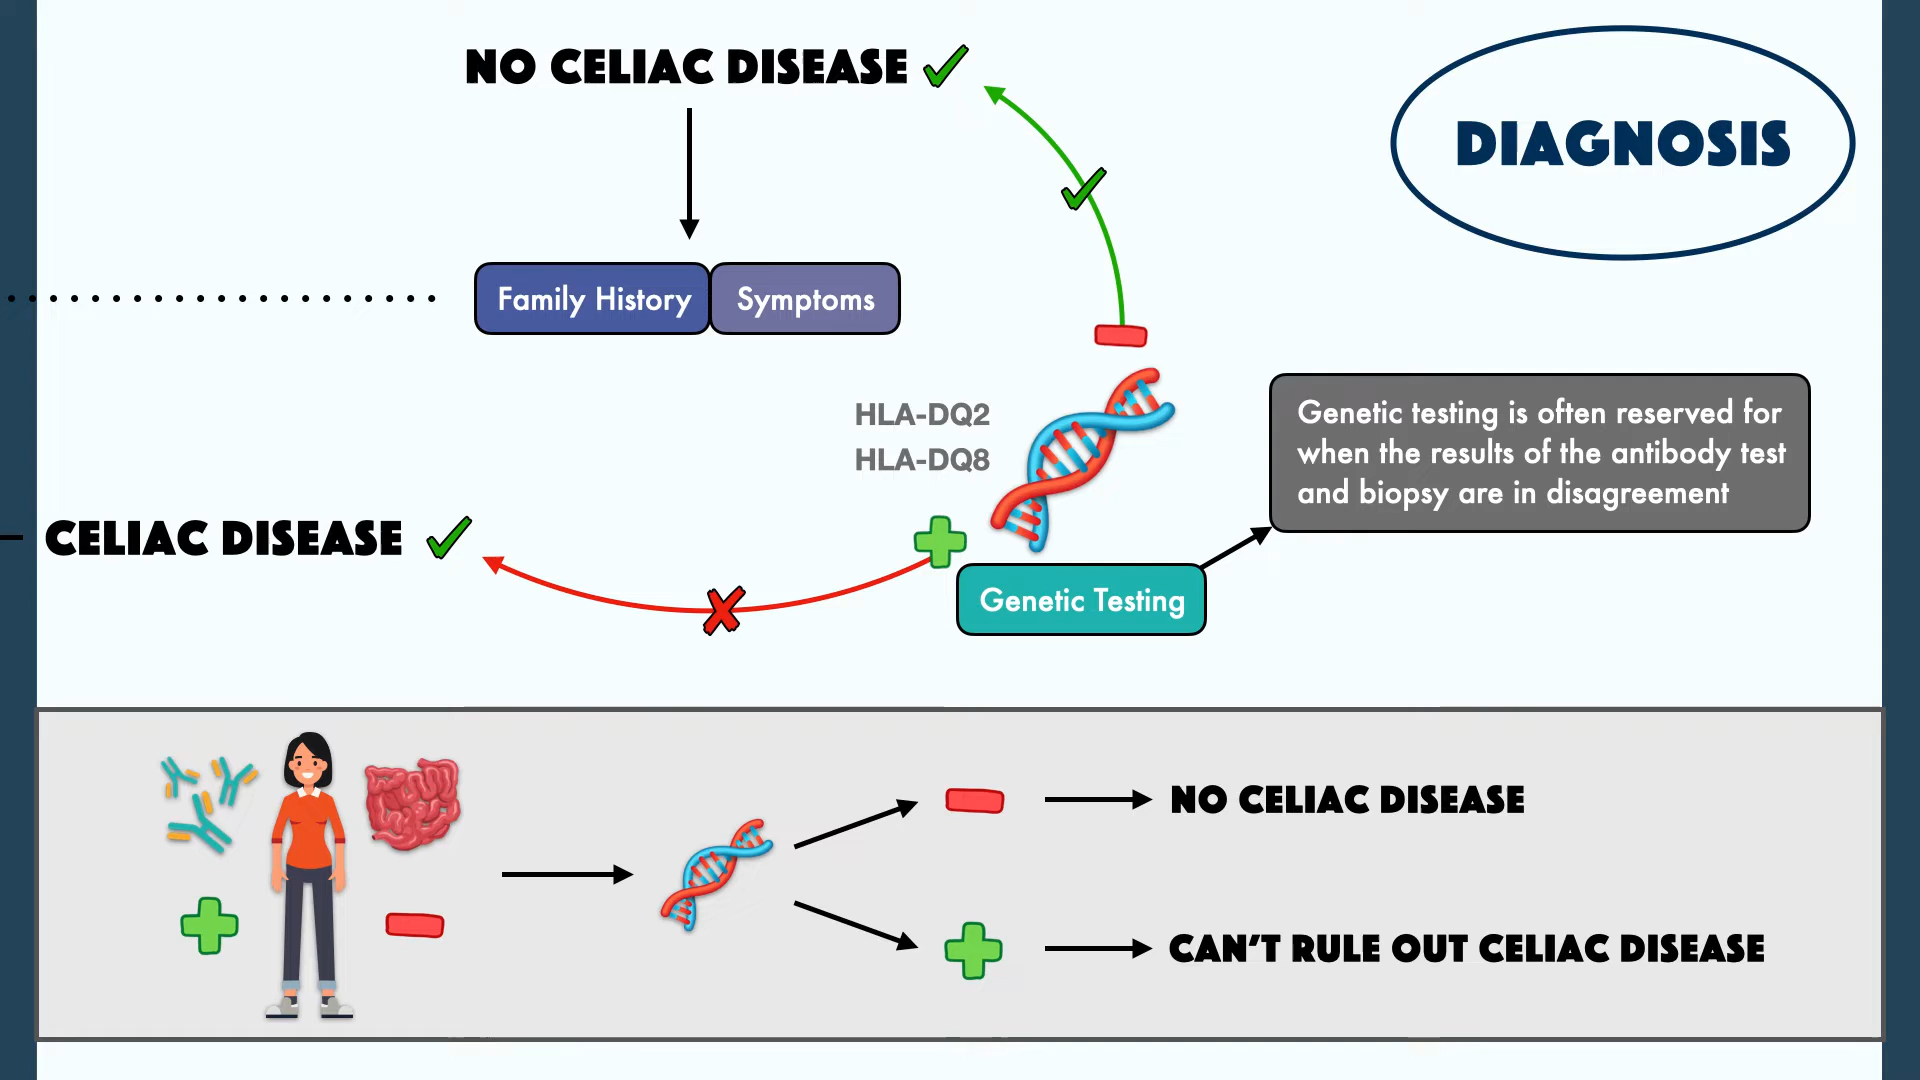 NO CELIAC DISEASE
DIAGNOSIS
Family History
Symptoms
HLA-DQ2
HLA-DQ8
Genetic testing is often reserved for
when the results of the antibody test
and biopsy are in disagreement
CELIAC DISEASE
Genetic Testing
NO CELIAC DISEASE
CAN'T RULE OUT CELIAC DISEASE